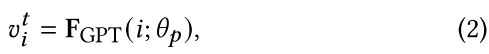 v_i^t = F_GPT(i; θ_p), (2)